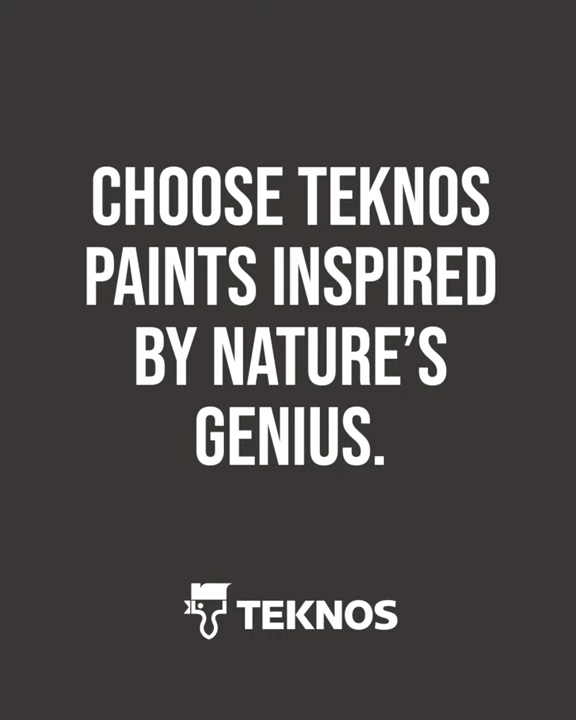 CHOOSE TEKNOS
PAINTS INSPIRED
BY NATURE’S
GENIUS.
TEKNOS